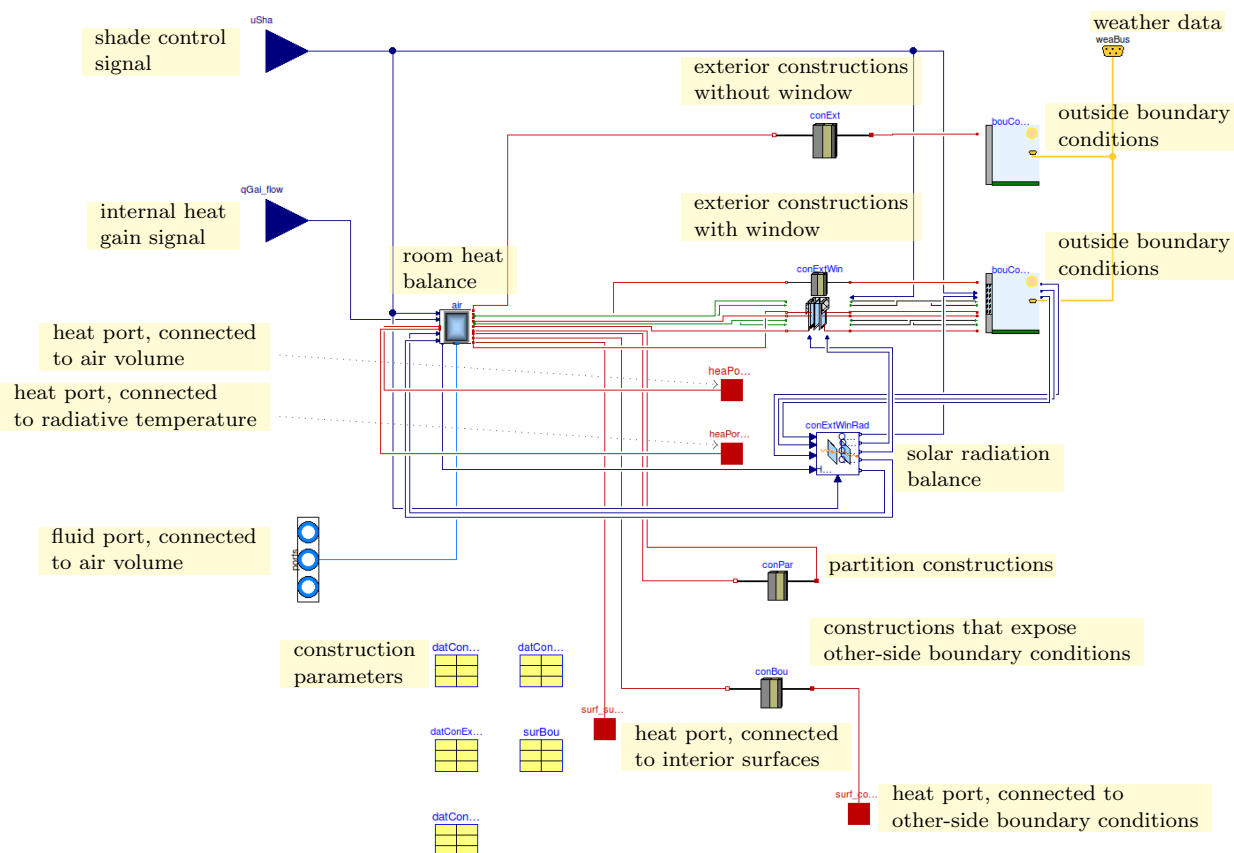 uSha
shade control
signal
weather data
weaBus
exterior constructions
without window
conExt
bouCo...
outside boundary
conditions
qGai_flow
internal heat
gain signal
exterior constructions
with window
room heat
balance
outside boundary
conditions
conExtWin
bouCo...
air
heat port, connected
to air volume
heaPo...
heat port, connected
to radiative temperature
heaPor...
conExtWinRad
H...
solar radiation
balance
fluid port, connected
to air volume
ports
conPar
partition constructions
constructions that expose
other-side boundary conditions
construction
parameters
datCon...
datCon...
conBou
surf_su...
heat port, connected
to interior surfaces
datConEx...
surBou
surf_co...
heat port, connected to
other-side boundary conditions
datCon...